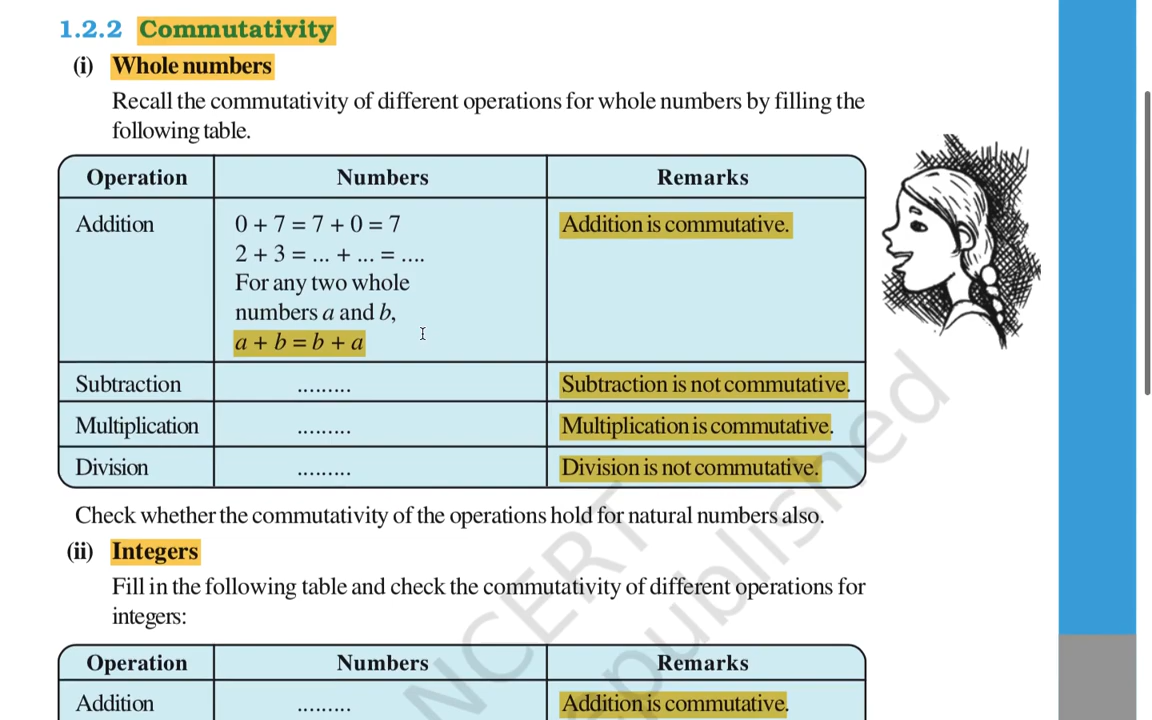 1.2.2 Commutativity
(i) Whole numbers
Recall the commutativity of different operations for whole numbers by filling the
following table.
Operation Numbers Remarks
Addition 0 + 7 = 7 + 0 = 7 Addition is commutative.
2 + 3 = ... + ... = ....
For any two whole
numbers a and b,
a + b = b + a
Subtraction ......... Subtraction is not commutative.
Multiplication ......... Multiplication is commutative.
Division ......... Division is not commutative.
Check whether the commutativity of the operations hold for natural numbers also.
(ii) Integers
Fill in the following table and check the commutativity of different operations for
integers:
Operation Numbers Remarks
Addition ......... Addition is commutative.
NCERT
republished